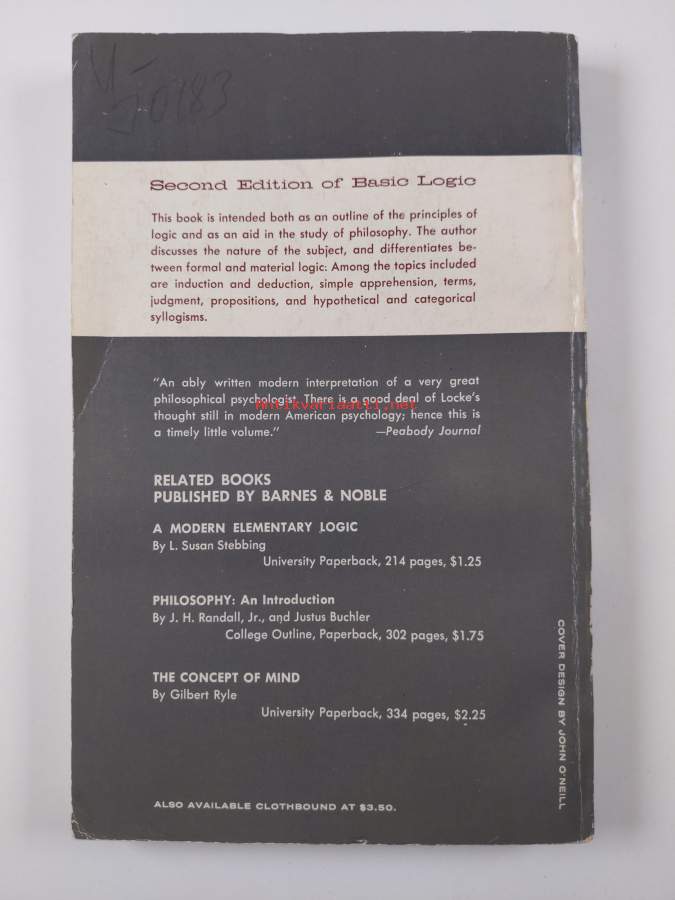 70183
Second Edition of Basic Logic
This book is intended both as an outline of the principles of
logic and as an aid in the study of philosophy. The author
discusses the nature of the subject, and differentiates be-
tween formal and material logic: Among the topics included
are induction and deduction, simple apprehension, terms,
judgment, propositions, and hypothetical and categorical
syllogisms.
"An ably written modern interpretation of a very great
philosophical psychologist. There is a good deal of Locke's
Antikvariaatti.net
thought still in modern American psychology; hence this is
a timely little volume." —Peabody Journal
RELATED BOOKS
PUBLISHED BY BARNES & NOBLE
A MODERN ELEMENTARY LOGIC
By L. Susan Stebbing
University Paperback, 214 pages, $1.25
PHILOSOPHY: An Introduction
By J. H. Randall, Jr., and Justus Buchler
College Outline, Paperback, 302 pages, $1.75
THE CONCEPT OF MIND
By Gilbert Ryle
University Paperback, 334 pages, $2.25
ALSO AVAILABLE CLOTHBOUND AT $3.50.
COVER DESIGN BY JOHN O'NEILL